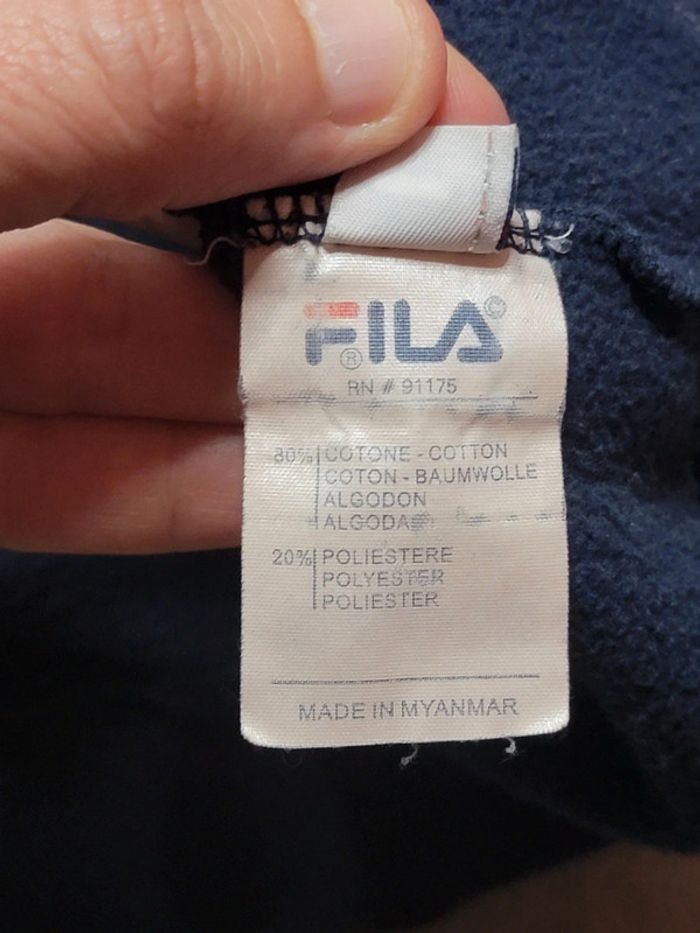 FILA ©
®
RN # 91175
80% COTONE - COTTON
COTON - BAUMWOLLE
ALGODON
20% POLIESTERE
POLYESTER
POLIESTER
MADE IN MYANMAR